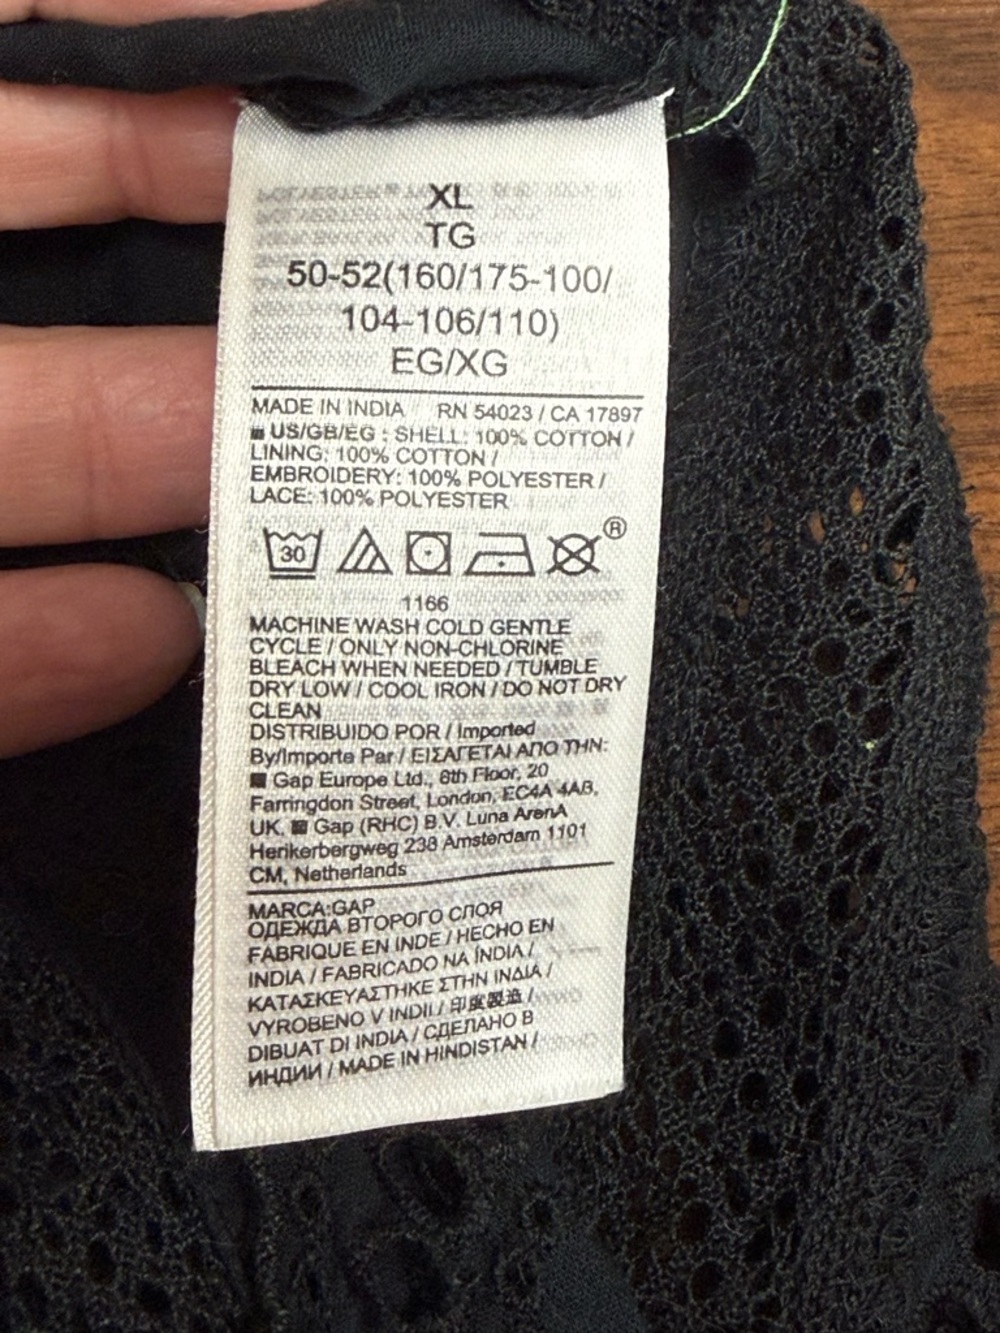 XL
TG
50-52(160/175-100/
104-106/110)
EG/XG
MADE IN INDIA RN 54023 / CA 17897
■ US/GB/EG : SHELL: 100% COTTON /
LINING: 100% COTTON /
EMBROIDERY: 100% POLYESTER /
LACE: 100% POLYESTER
30
®
1166
MACHINE WASH COLD GENTLE
CYCLE / ONLY NON-CHLORINE
BLEACH WHEN NEEDED / TUMBLE
DRY LOW / COOL IRON / DO NOT DRY
CLEAN
DISTRIBUIDO POR / Imported
By/Importe Par / ΕΙΣΑΓΕΤΑΙ ΑΠΟ ΤΗΝ:
■ Gap Europe Ltd., 8th Floor, 20
Farringdon Street, London, EC4A 4AB,
UK. ■ Gap (RHC) B.V. Luna ArenA
Herikerbergweg 238 Amsterdam 1101
CM, Netherlands
MARCA:GAP
ОДЕЖДА ВТОРОГО СЛОЯ
FABRIQUE EN INDE / HECHO EN
INDIA / FABRICADO NA ÍNDIA /
ΚΑΤΑΣΚΕΥΑΣΤΗΚΕ ΣΤΗΝ ΙΝΔΙΑ /
VYROBENO V INDII / 印度製造 /
DIBUAT DI INDIA / СДЕЛАНО В
ИНДИИ / MADE IN HINDISTAN /